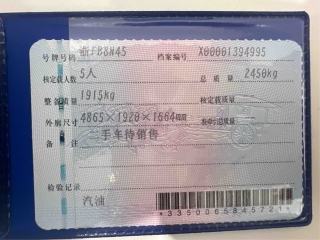 号牌号码 浙FB8N45 档案编号 X00001394995
核定载人数 5人 总质量 2450kg
整备质量 1915kg 核定载质量
外廓尺寸 4865×1920×1664mm 准牵引总质量
备注 二手车待销售
检验记录
汽油
*3350065845721*